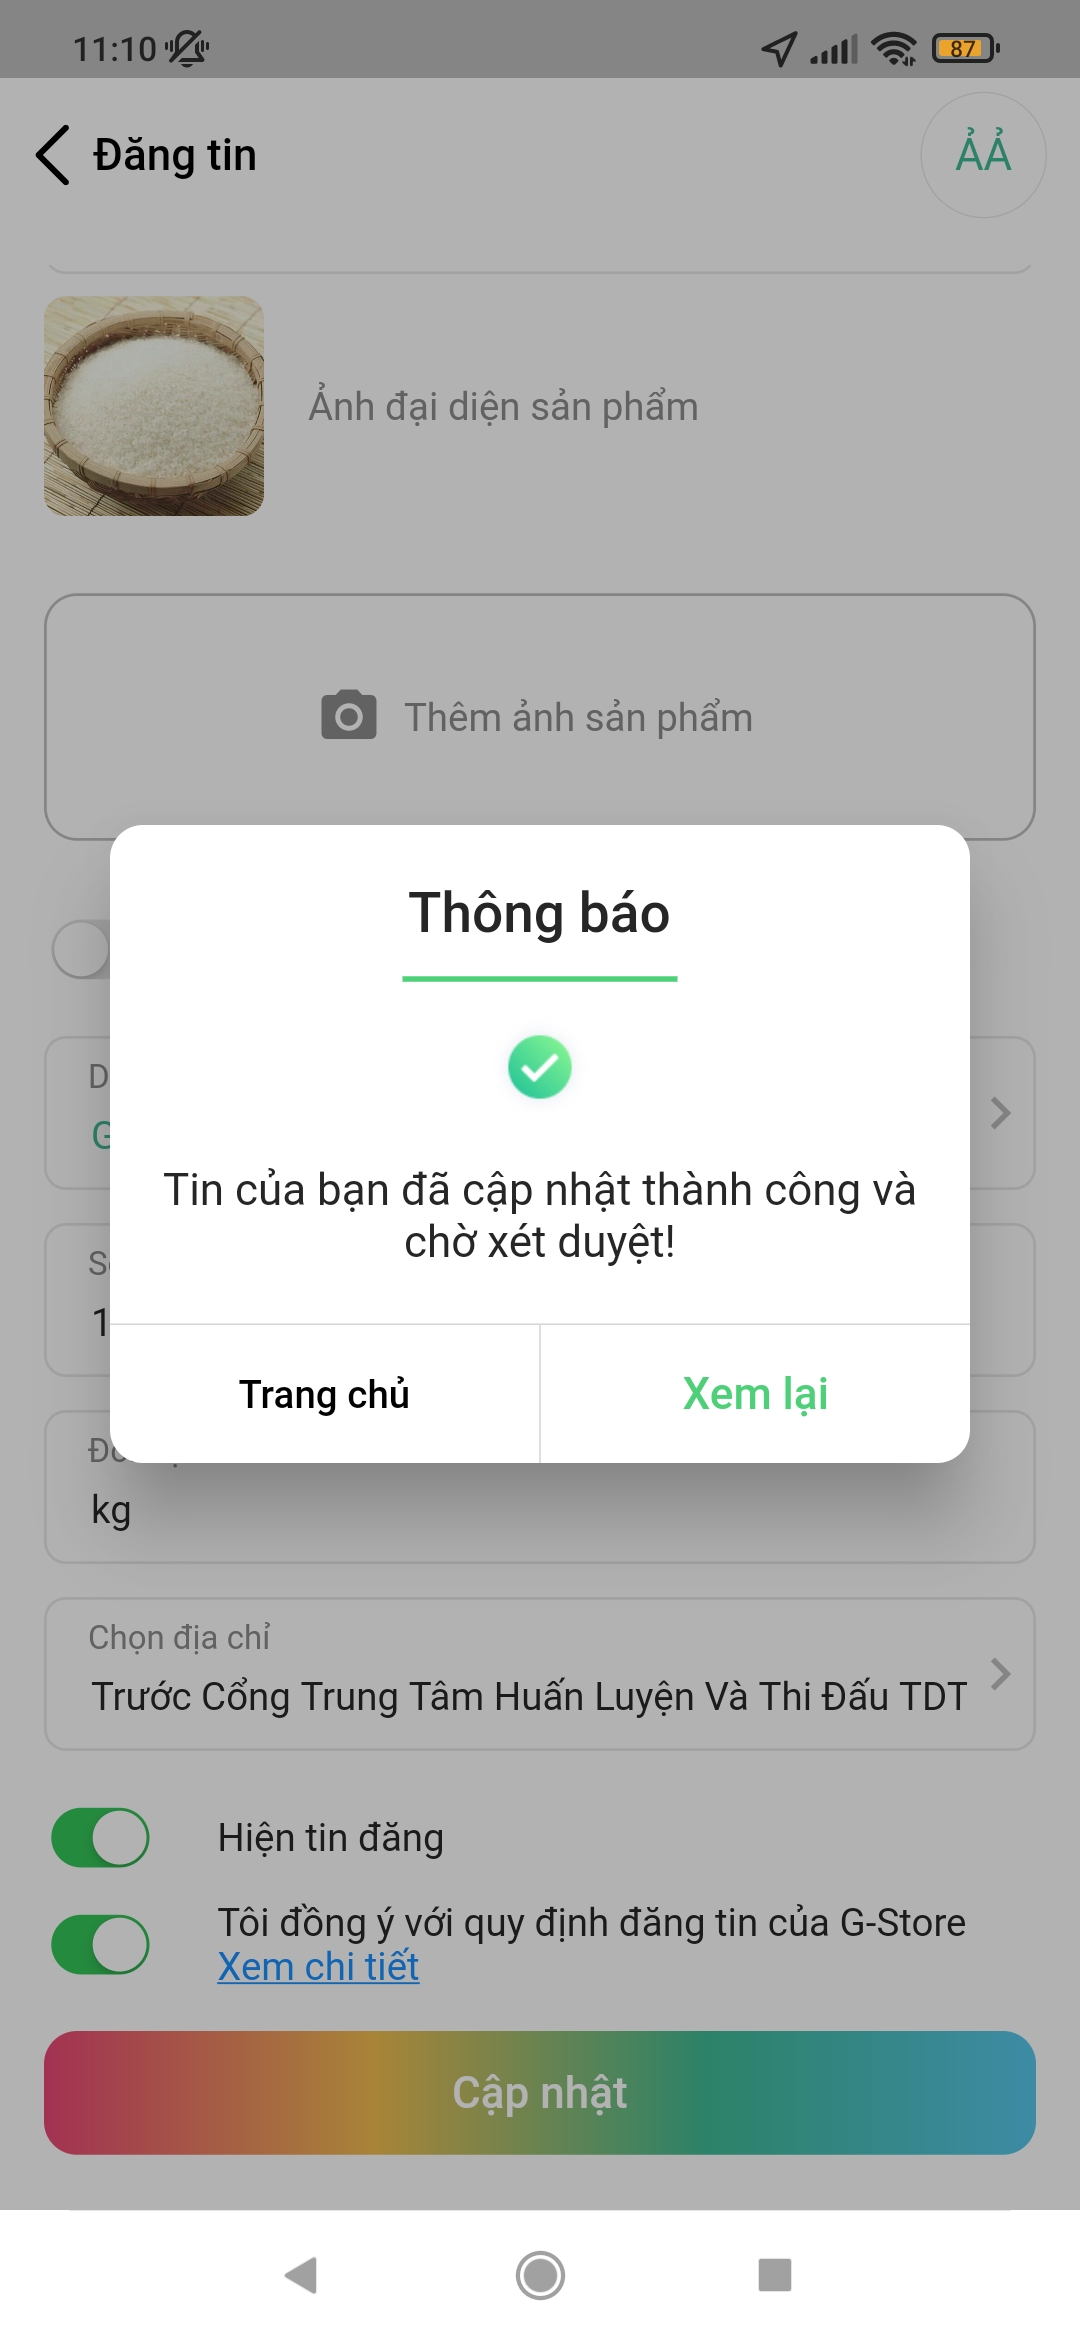 11:10
87
Đăng tin
ẢẢ
Ảnh đại diện sản phẩm
Thêm ảnh sản phẩm
Thông báo
Tin của bạn đã cập nhật thành công và
chờ xét duyệt!
Trang chủ
Xem lại
kg
Chọn địa chỉ
Trước Cổng Trung Tâm Huấn Luyện Và Thi Đấu TDT
Hiện tin đăng
Tôi đồng ý với quy định đăng tin của G-Store
Xem chi tiết
Cập nhật